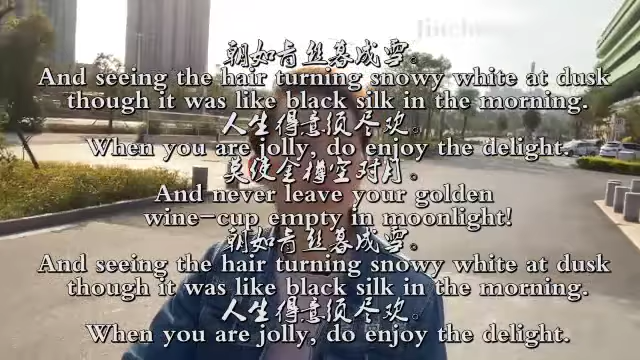 朝如青丝暮成雪。
And seeing the hair turning snowy white at dusk
though it was like black silk in the morning.
人生得意须尽欢。
When you are jolly, do enjoy the delight.
莫使金樽空对月。
And never leave your golden
wine-cup empty in moonlight!
朝如青丝暮成雪。
And seeing the hair turning snowy white at dusk
though it was like black silk in the morning.
人生得意须尽欢。
When you are jolly, do enjoy the delight.